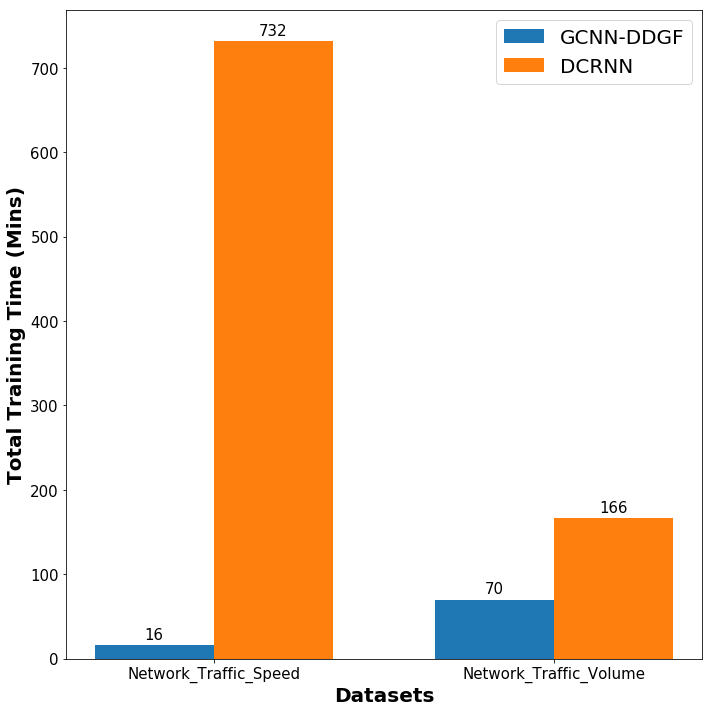 GCNN-DDGF
DCRNN
Total Training Time (Mins)
700
600
500
400
300
200
100
0
732
16
166
70
Network_Traffic_Speed
Network_Traffic_Volume
Datasets